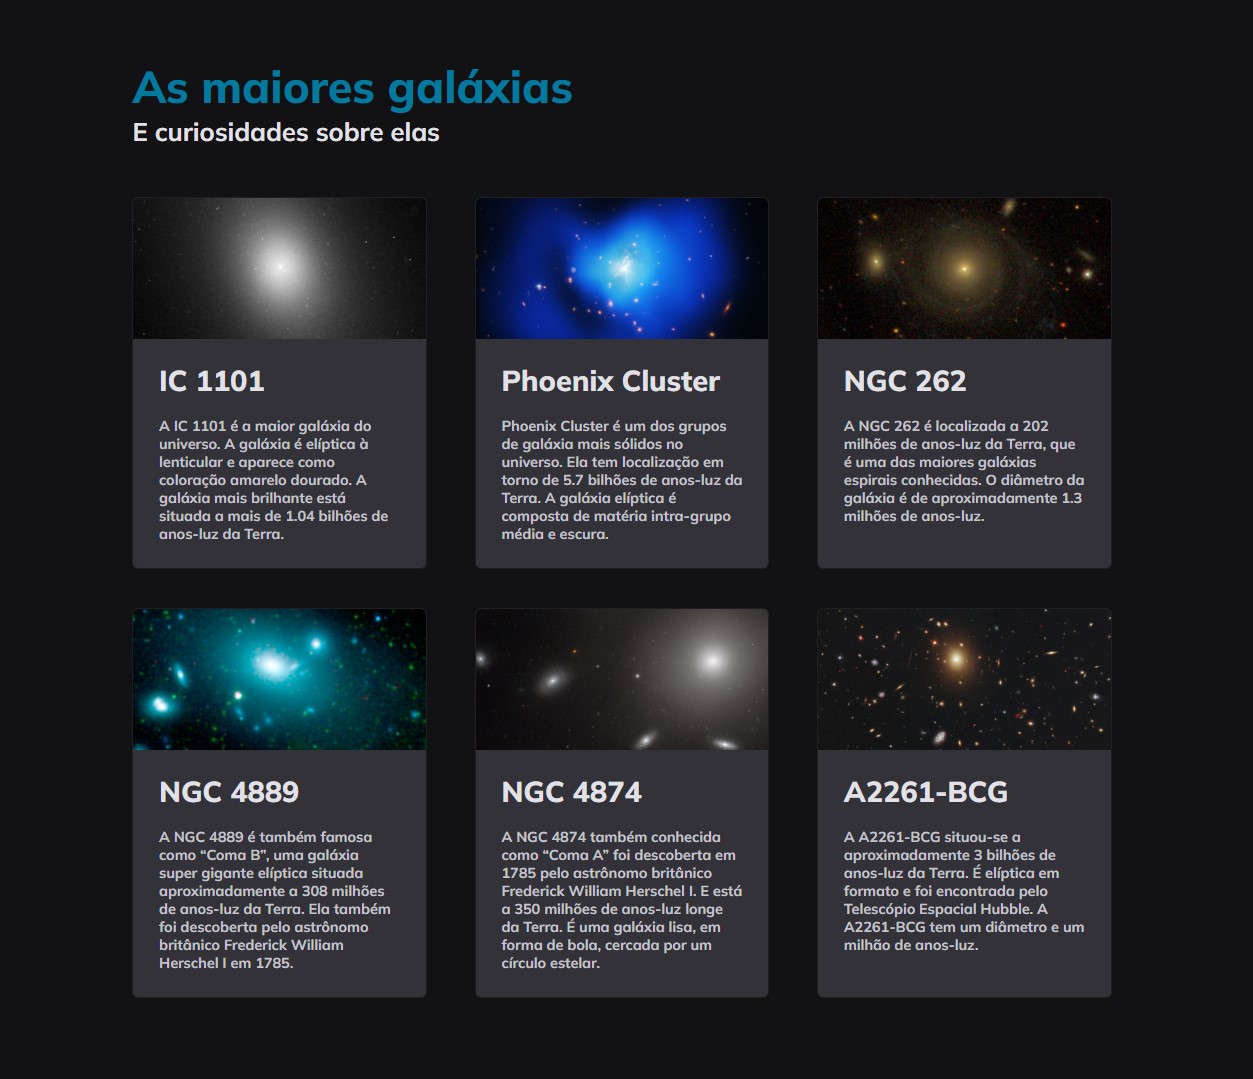 As maiores galáxias
E curiosidades sobre elas
IC 1101
A IC 1101 é a maior galáxia do
universo. A galáxia é elíptica à
lenticular e aparece como
coloração amarelo dourado. A
galáxia mais brilhante está
situada a mais de 1.04 bilhões de
anos-luz da Terra.
Phoenix Cluster
Phoenix Cluster é um dos grupos
de galáxia mais sólidos no
universo. Ela tem localização em
torno de 5.7 bilhões de anos-luz da
Terra. A galáxia elíptica é
composta de matéria intra-grupo
média e escura.
NGC 262
A NGC 262 é localizada a 202
milhões de anos-luz da Terra, que
é uma das maiores galáxias
espirais conhecidas. O diâmetro da
galáxia é de aproximadamente 1.3
milhões de anos-luz.
NGC 4889
A NGC 4889 é também famosa
como “Coma B”, uma galáxia
super gigante elíptica situada
aproximadamente a 308 milhões
de anos-luz da Terra. Ela também
foi descoberta pelo astrônomo
britânico Frederick William
Herschel I em 1785.
NGC 4874
A NGC 4874 também conhecida
como “Coma A” foi descoberta em
1785 pelo astrônomo britânico
Frederick William Herschel I. E está
a 350 milhões de anos-luz longe
da Terra. É uma galáxia lisa, em
forma de bola, cercada por um
círculo estelar.
A2261-BCG
A A2261-BCG situou-se a
aproximadamente 3 bilhões de
anos-luz da Terra. É elíptica em
formato e foi encontrada pelo
Telescópio Espacial Hubble. A
A2261-BCG tem um diâmetro e um
milhão de anos-luz.